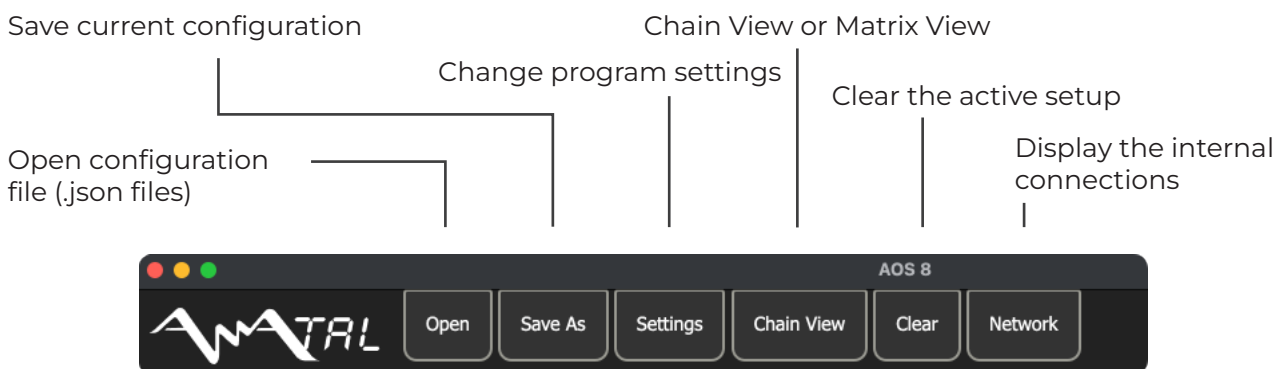 Save current configuration
Chain View or Matrix View
Change program settings
Clear the active setup
Open configuration
file (.json files)
Display the internal
connections
AOS 8
AMATAL
Open
Save As
Settings
Chain View
Clear
Network